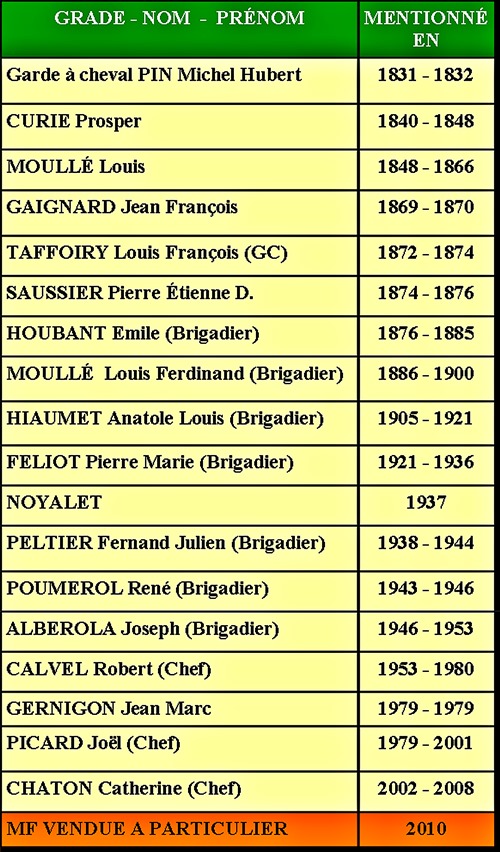 GRADE - NOM - PRÉNOM MENTIONNÉ EN
Garde à cheval PIN Michel Hubert 1831 - 1832
CURIE Prosper 1840 - 1848
MOULLÉ Louis 1848 - 1866
GAIGNARD Jean François 1869 - 1870
TAFFOIRY Louis François (GC) 1872 - 1874
SAUSSIER Pierre Étienne D. 1874 - 1876
HOUBANT Emile (Brigadier) 1876 - 1885
MOULLÉ Louis Ferdinand (Brigadier) 1886 - 1900
HIAUMET Anatole Louis (Brigadier) 1905 - 1921
FELIOT Pierre Marie (Brigadier) 1921 - 1936
NOYALET 1937
PELTIER Fernand Julien (Brigadier) 1938 - 1944
POUMEROL René (Brigadier) 1943 - 1946
ALBEROLA Joseph (Brigadier) 1946 - 1953
CALVEL Robert (Chef) 1953 - 1980
GERNIGON Jean Marc 1979 - 1979
PICARD Joël (Chef) 1979 - 2001
CHATON Catherine (Chef) 2002 - 2008
MF VENDUE A PARTICULIER 2010